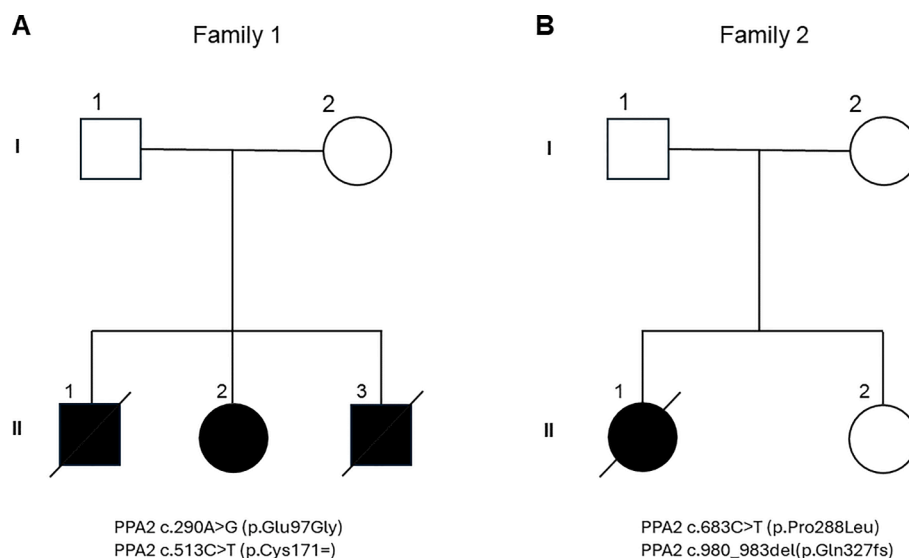 A
Family 1
1
2
I
1
2
3
II
PPA2 c.290A>G (p.Glu97Gly)
PPA2 c.513C>T (p.Cys171=)
B
Family 2
1
2
I
1
2
II
PPA2 c.683C>T (p.Pro288Leu)
PPA2 c.980_983del(p.Gln327fs)